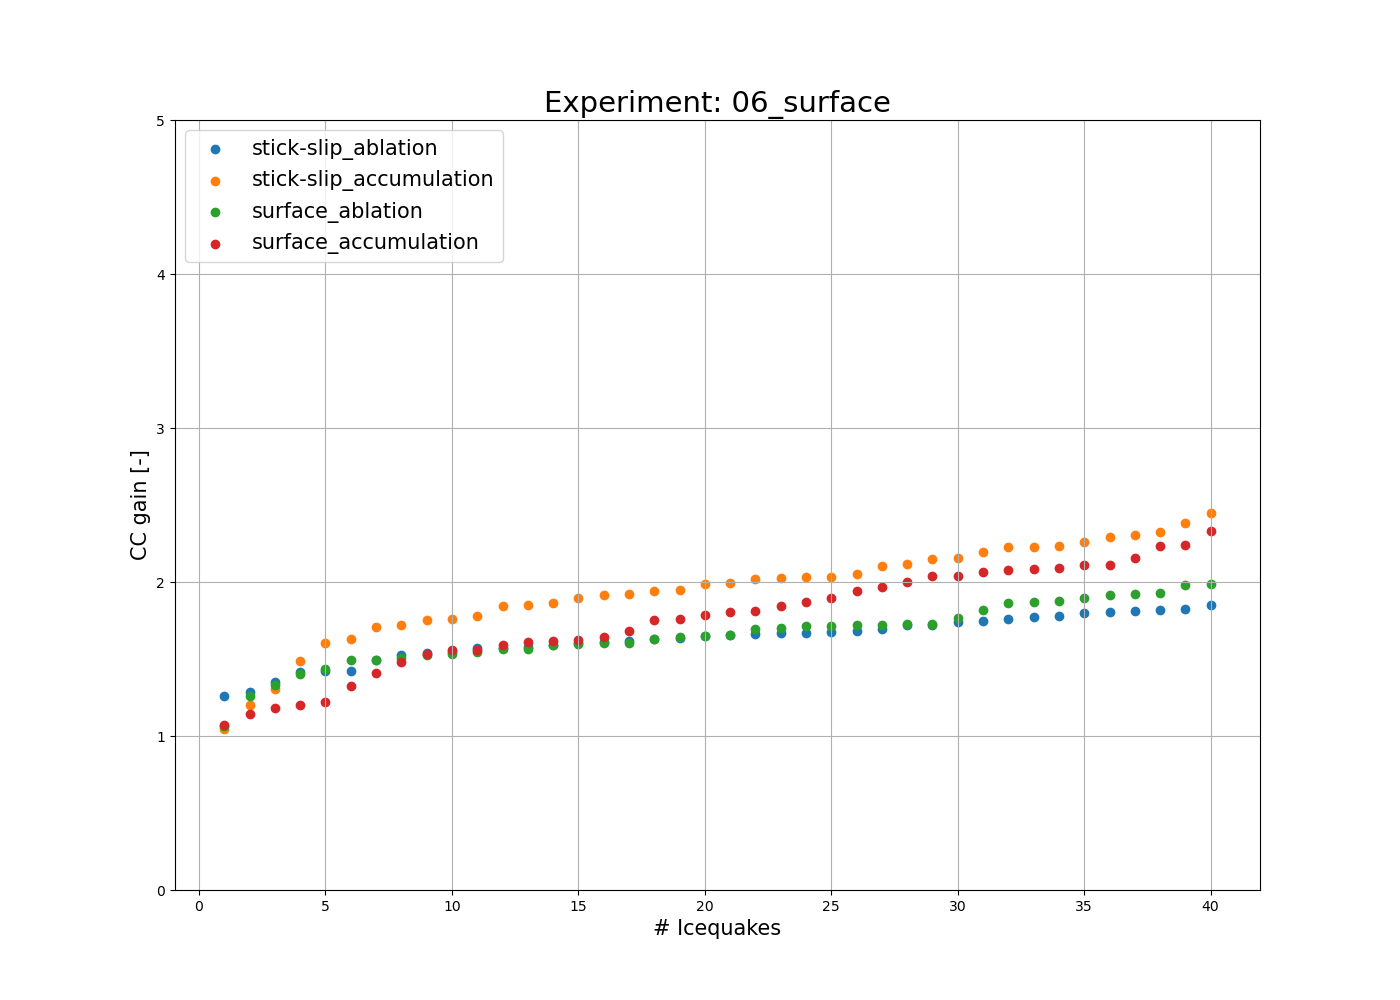 Experiment: 06_surface
5
stick-slip_ablation
stick-slip_accumulation
surface_ablation
surface_accumulation
4
3
CC gain [-]
2
1
0
0 5 10 15 20 25 30 35 40
# Icequakes